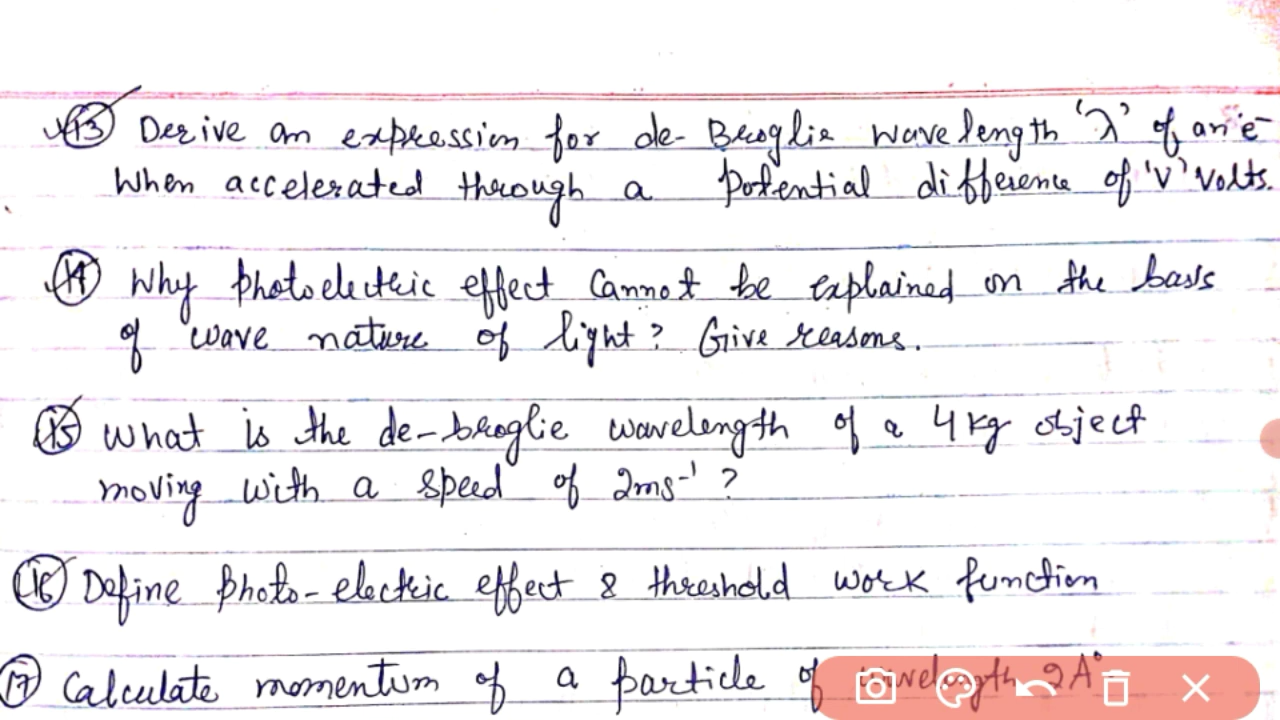 13 Derive an expression for de-Broglie wavelength 'λ' of an e⁻
When accelerated through a potential difference of 'V' Volts.
14 Why photoelectric effect Cannot be explained on the basis
of wave nature of light? Give reasons.
15 What is the de-broglie wavelength of a 4 kg object
moving with a speed of 2ms⁻¹ ?
16 Define photo-electric effect & threshold work function
17 Calculate momentum of a particle of wavelength 2A°